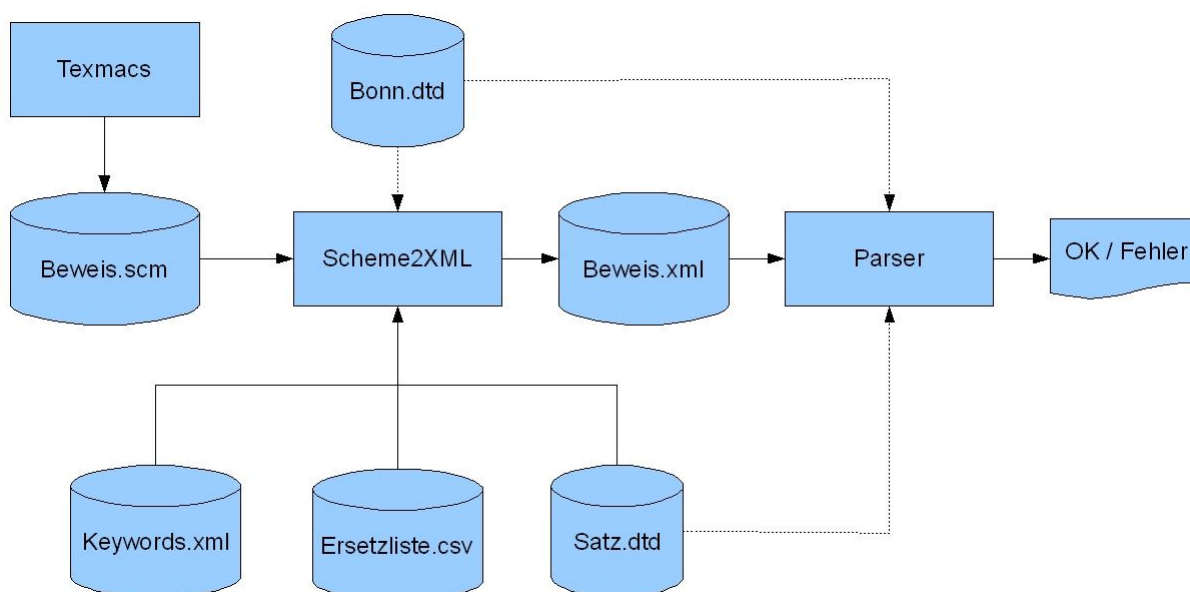 Texmacs
Bonn.dtd
Beweis.scm
Scheme2XML
Beweis.xml
Parser
OK / Fehler
Keywords.xml
Ersetzliste.csv
Satz.dtd